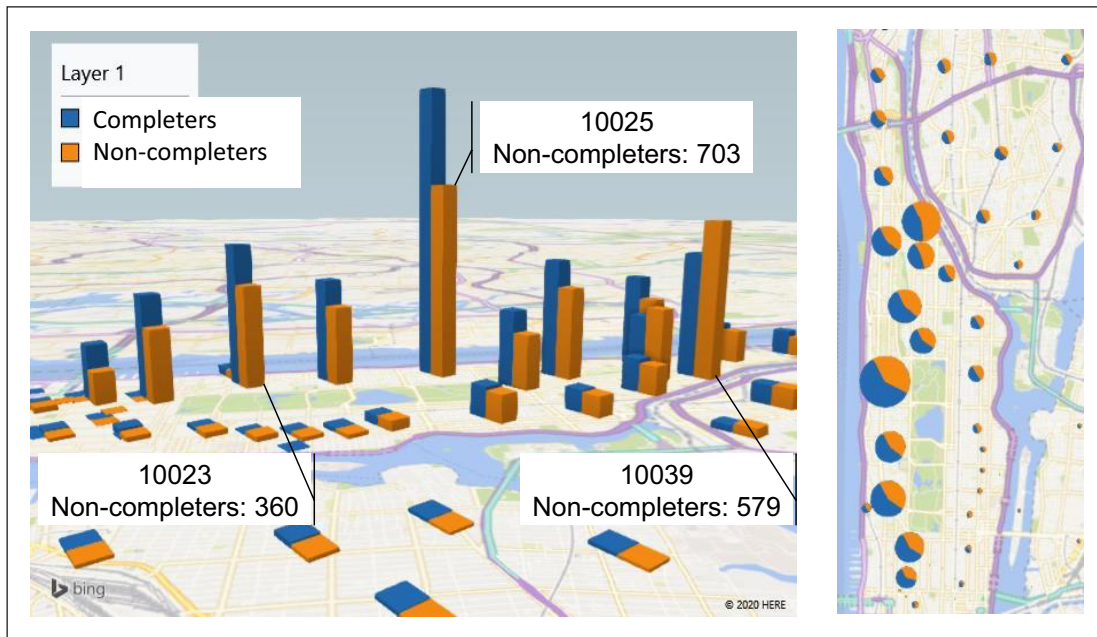 Layer 1
Completers
Non-completers
10025
Non-completers: 703
10023
Non-completers: 360
10039
Non-completers: 579
bing
© 2020 HERE